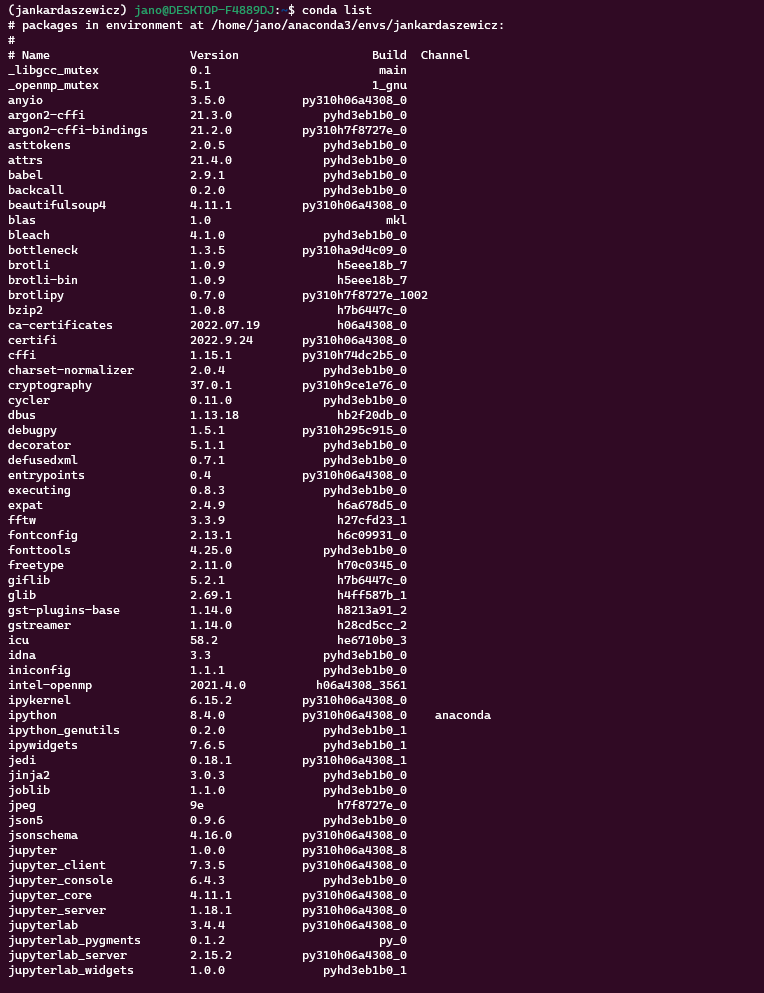 (jankardaszewicz) jano@DESKTOP-F4889DJ:~$ conda list
# packages in environment at /home/jano/anaconda3/envs/jankardaszewicz:
#
# Name                    Version                   Build  Channel
_libgcc_mutex             0.1                        main
_openmp_mutex             5.1                       1_gnu
anyio                     3.5.0           py310h06a4308_0
argon2-cffi               21.3.0             pyhd3eb1b0_0
argon2-cffi-bindings      21.2.0          py310h7f8727e_0
asttokens                 2.0.5              pyhd3eb1b0_0
attrs                     21.4.0             pyhd3eb1b0_0
babel                     2.9.1              pyhd3eb1b0_0
backcall                  0.2.0              pyhd3eb1b0_0
beautifulsoup4            4.11.1          py310h06a4308_0
blas                      1.0                         mkl
bleach                    4.1.0              pyhd3eb1b0_0
bottleneck                1.3.5           py310ha9d4c09_0
brotli                    1.0.9                h5eee18b_7
brotli-bin                1.0.9                h5eee18b_7
brotlipy                  0.7.0           py310h7f8727e_1002
bzip2                     1.0.8                h7b6447c_0
ca-certificates           2022.07.19           h06a4308_0
certifi                   2022.9.24       py310h06a4308_0
cffi                      1.15.1          py310h74dc2b5_0
charset-normalizer        2.0.4              pyhd3eb1b0_0
cryptography              37.0.1          py310h9ce1e76_0
cycler                    0.11.0             pyhd3eb1b0_0
dbus                      1.13.18              hb2f20db_0
debugpy                   1.5.1           py310h295c915_0
decorator                 5.1.1              pyhd3eb1b0_0
defusedxml                0.7.1              pyhd3eb1b0_0
entrypoints               0.4             py310h06a4308_0
executing                 0.8.3              pyhd3eb1b0_0
expat                     2.4.9                h6a678d5_0
fftw                      3.3.9                h27cfd23_1
fontconfig                2.13.1               h6c09931_0
fonttools                 4.25.0             pyhd3eb1b0_0
freetype                  2.11.0               h70c0345_0
giflib                    5.2.1                h7b6447c_0
glib                      2.69.1               h4ff587b_1
gst-plugins-base          1.14.0               h8213a91_2
gstreamer                 1.14.0               h28cd5cc_2
icu                       58.2                 he6710b0_3
idna                      3.3                pyhd3eb1b0_0
iniconfig                 1.1.1              pyhd3eb1b0_0
intel-openmp              2021.4.0          h06a4308_3561
ipykernel                 6.15.2          py310h06a4308_0
ipython                   8.4.0           py310h06a4308_0    anaconda
ipython_genutils          0.2.0              pyhd3eb1b0_1
ipywidgets                7.6.5              pyhd3eb1b0_1
jedi                      0.18.1          py310h06a4308_1
jinja2                    3.0.3              pyhd3eb1b0_0
joblib                    1.1.0              pyhd3eb1b0_0
jpeg                      9e                   h7f8727e_0
json5                     0.9.6              pyhd3eb1b0_0
jsonschema                4.16.0          py310h06a4308_0
jupyter                   1.0.0           py310h06a4308_8
jupyter_client            7.3.5           py310h06a4308_0
jupyter_console           6.4.3              pyhd3eb1b0_0
jupyter_core              4.11.1          py310h06a4308_0
jupyter_server            1.18.1          py310h06a4308_0
jupyterlab                3.4.4           py310h06a4308_0
jupyterlab_pygments       0.1.2                      py_0
jupyterlab_server         2.15.2          py310h06a4308_0
jupyterlab_widgets        1.0.0              pyhd3eb1b0_1